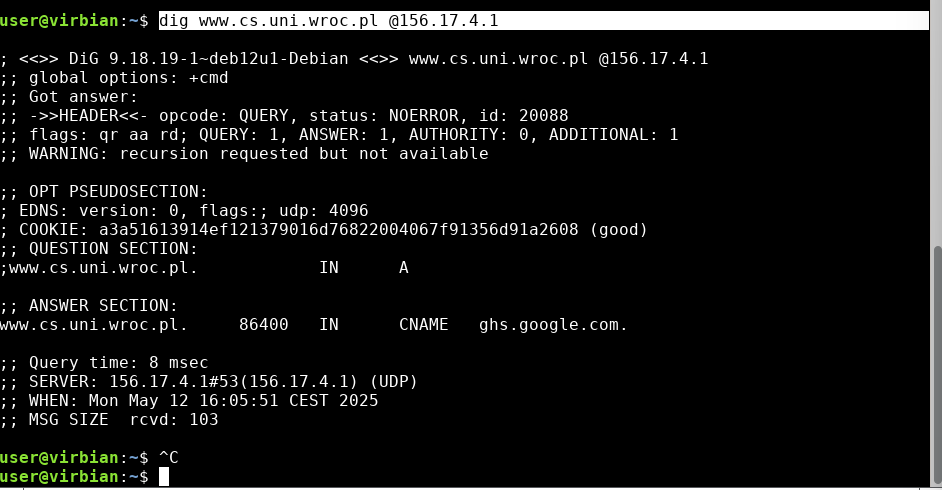 user@virbian:~$ dig www.cs.uni.wroc.pl @156.17.4.1
; <<>> DiG 9.18.19-1~deb12u1-Debian <<>> www.cs.uni.wroc.pl @156.17.4.1
;; global options: +cmd
;; Got answer:
;; ->>HEADER<<- opcode: QUERY, status: NOERROR, id: 20088
;; flags: qr aa rd; QUERY: 1, ANSWER: 1, AUTHORITY: 0, ADDITIONAL: 1
;; WARNING: recursion requested but not available
;; OPT PSEUDOSECTION:
; EDNS: version: 0, flags:; udp: 4096
; COOKIE: a3a51613914ef121379016d76822004067f91356d91a2608 (good)
;; QUESTION SECTION:
;www.cs.uni.wroc.pl. IN A
;; ANSWER SECTION:
www.cs.uni.wroc.pl. 86400 IN CNAME ghs.google.com.
;; Query time: 8 msec
;; SERVER: 156.17.4.1#53(156.17.4.1) (UDP)
;; WHEN: Mon May 12 16:05:51 CEST 2025
;; MSG SIZE rcvd: 103
user@virbian:~$ ^C
user@virbian:~$